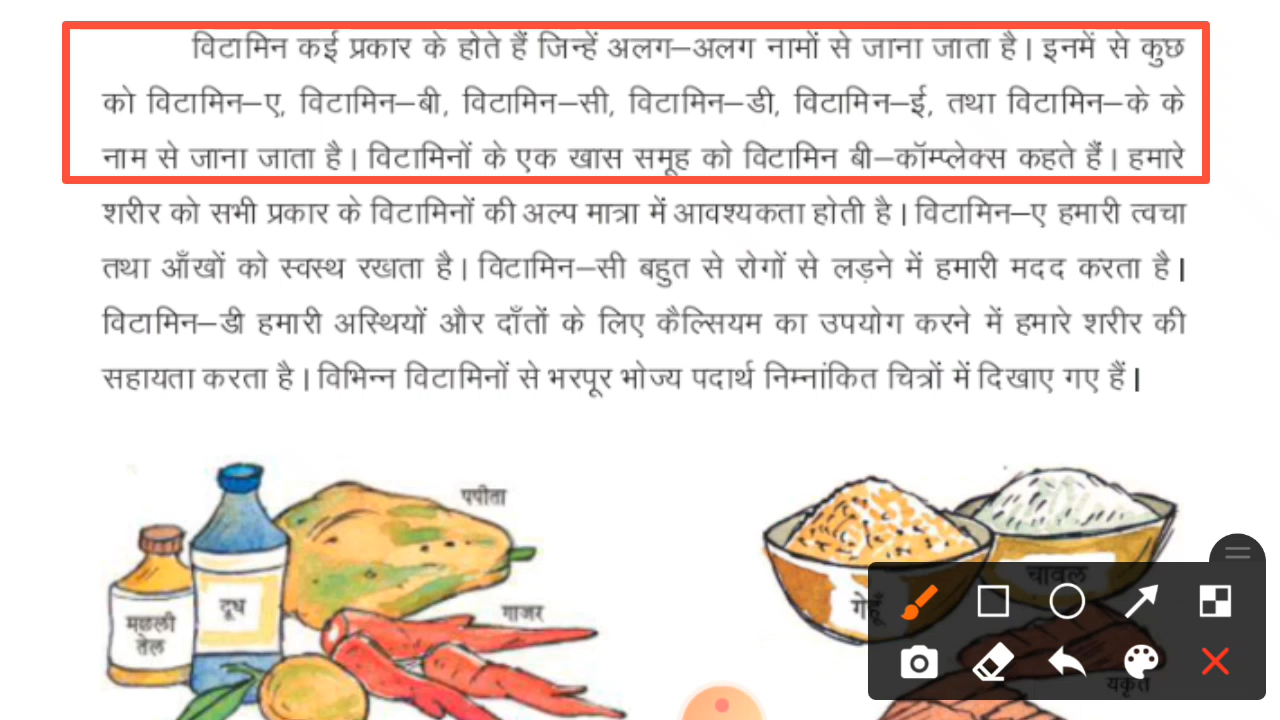 विटामिन कई प्रकार के होते हैं जिन्हें अलग–अलग नामों से जाना जाता है। इनमें से कुछ
को विटामिन–ए, विटामिन–बी, विटामिन–सी, विटामिन–डी, विटामिन–ई, तथा विटामिन–के के
नाम से जाना जाता है। विटामिनों के एक खास समूह को विटामिन बी–कॉम्प्लेक्स कहते हैं। हमारे
शरीर को सभी प्रकार के विटामिनों की अल्प मात्रा में आवश्यकता होती है। विटामिन–ए हमारी त्वचा
तथा आँखों को स्वस्थ रखता है। विटामिन–सी बहुत से रोगों से लड़ने में हमारी मदद करता है।
विटामिन–डी हमारी अस्थियों और दाँतों के लिए कैल्सियम का उपयोग करने में हमारे शरीर की
सहायता करता है। विभिन्न विटामिनों से भरपूर भोज्य पदार्थ निम्नांकित चित्रों में दिखाए गए हैं।
पपीता
दूध
मछली
तेल
गाजर
चावल
गेहूँ
यकृत